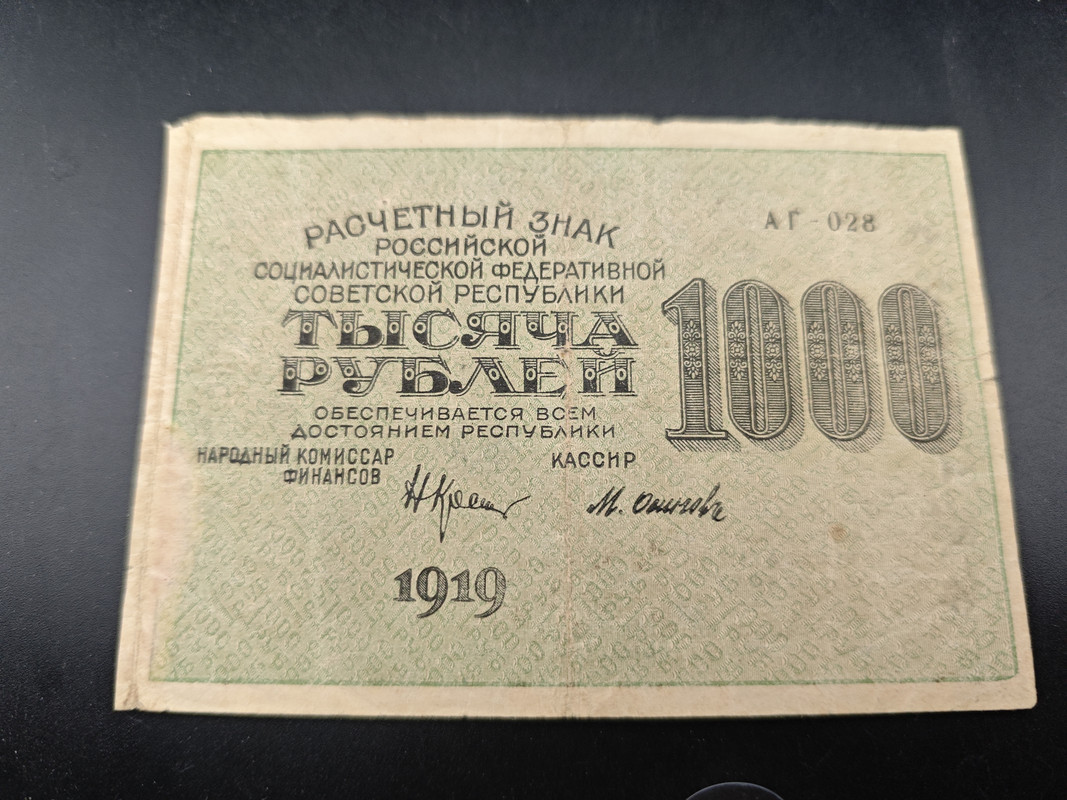 РАСЧЕТНЫЙ ЗНАК
РОССИЙСКОЙ
СОЦИАЛИСТИЧЕСКОЙ ФЕДЕРАТИВНОЙ
СОВЕТСКОЙ РЕСПУБЛИКИ
ТЫСЯЧА
РУБЛЕЙ
ОБЕСПЕЧИВАЕТСЯ ВСЕМ
ДОСТОЯНИЕМ РЕСПУБЛИКИ
АГ-028
1000
НАРОДНЫЙ КОМИССАР
ФИНАНСОВ
КАССИР
М.
1919